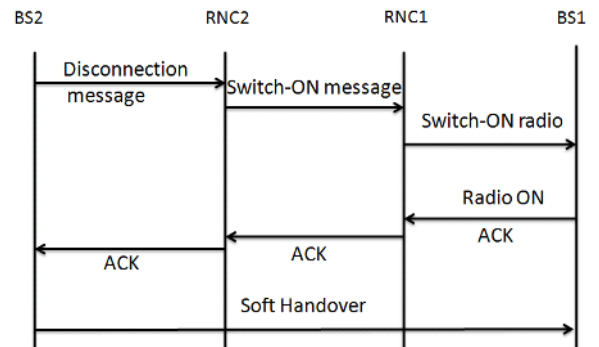 BS2 RNC2 RNC1 BS1
Disconnection
message
Switch-ON message
Switch-ON radio
Radio ON
ACK
ACK
ACK
Soft Handover